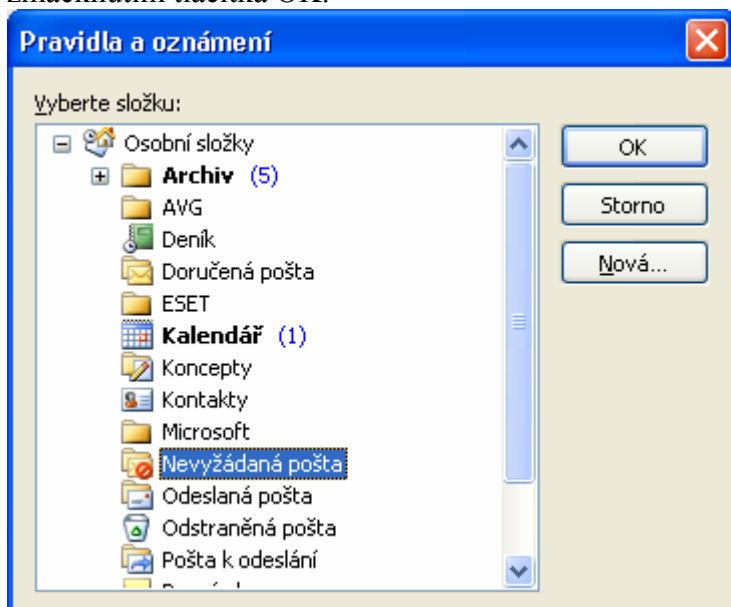 Pravidla a oznámení
Vyberte složku:
Osobní složky
Archiv (5)
AVG
Deník
Doručená pošta
ESET
Kalendář (1)
Koncepty
Kontakty
Microsoft
Nevyžádaná pošta
Odeslaná pošta
Odstraněná pošta
Pošta k odeslání
OK
Storno
Nová...